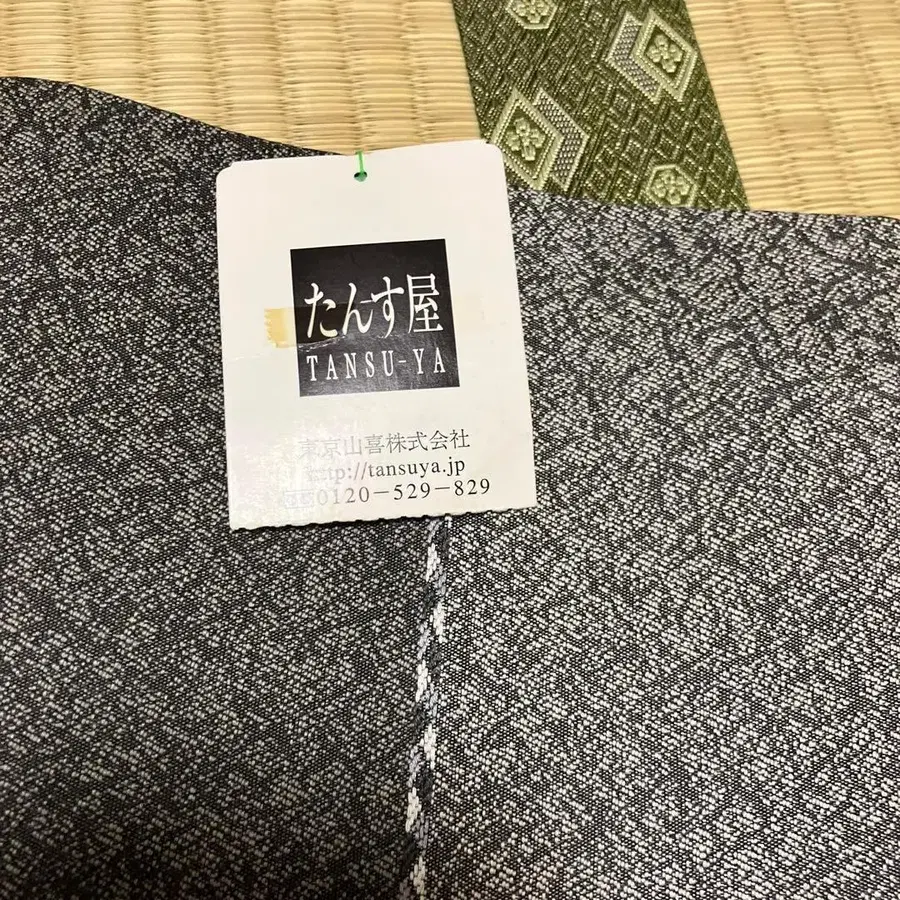 たんす屋
TANSU-YA
東京山喜株式会社
http://tansuya.jp
0120-529-829